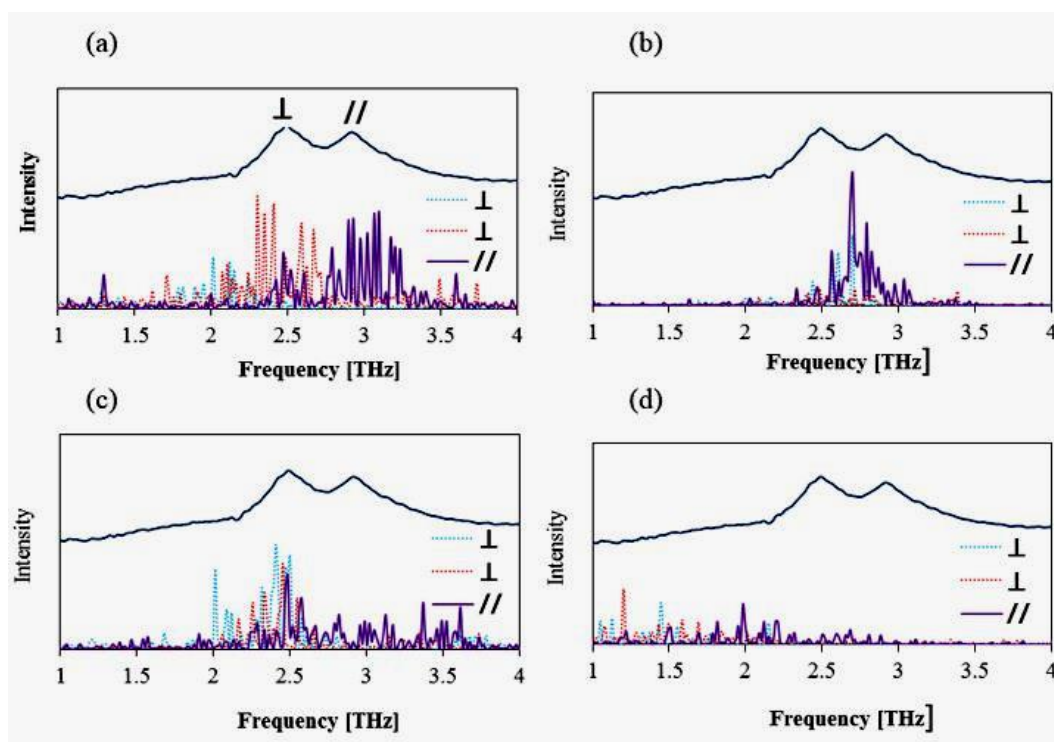 (a)
⊥ //
Intensity
⊥
⊥
//
1 1.5 2 2.5 3 3.5 4
Frequency [THz]
(b)
Intensity
⊥
⊥
//
1 1.5 2 2.5 3 3.5 4
Frequency [THz]
(c)
Intensity
⊥
⊥
//
1 1.5 2 2.5 3 3.5 4
Frequency [THz]
(d)
Intensity
⊥
⊥
//
1 1.5 2 2.5 3 3.5 4
Frequency [THz]